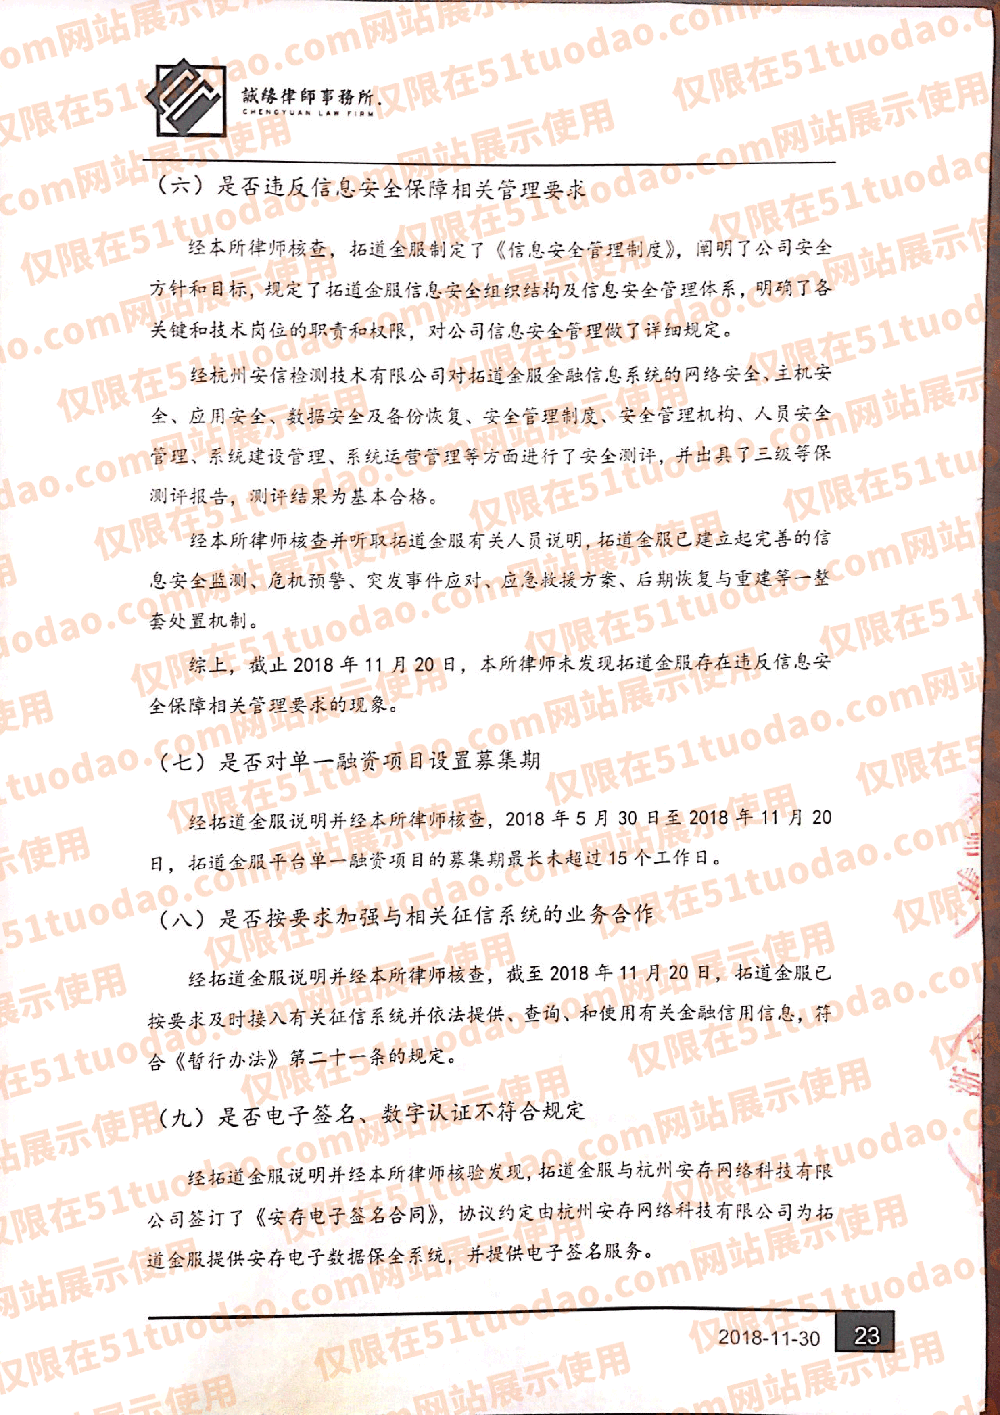 誠缘律師事務所.
CHENGYUAN LAW FIRM
（六）是否违反信息安全保障相关管理要求
经本所律师核查，拓道金服制定了《信息安全管理制度》，阐明了公司安全
方针和目标，规定了拓道金服信息安全组织结构及信息安全管理体系，明确了各
关键和技术岗位的职责和权限，对公司信息安全管理做了详细规定。
经杭州安信检测技术有限公司对拓道金服金融信息系统的网络安全、主机安
全、应用安全、数据安全及备份恢复、安全管理制度、安全管理机构、人员安全
管理、系统建设管理、系统运营管理等方面进行了安全测评，并出具了三级等保
测评报告，测评结果为基本合格。
经本所律师核查并听取拓道金服有关人员说明，拓道金服已建立起完善的信
息安全监测、危机预警、突发事件应对、应急救援方案、后期恢复与重建等一整
套处置机制。
综上，截止 2018 年 11 月 20 日，本所律师未发现拓道金服存在违反信息安
全保障相关管理要求的现象。
（七）是否对单一融资项目设置募集期
经拓道金服说明并经本所律师核查，2018 年 5 月 30 日至 2018 年 11 月 20
日，拓道金服平台单一融资项目的募集期最长未超过 15 个工作日。
（八）是否按要求加强与相关征信系统的业务合作
经拓道金服说明并经本所律师核查，截至 2018 年 11 月 20 日，拓道金服已
按要求及时接入有关征信系统并依法提供、查询、和使用有关金融信用信息，符
合《暂行办法》第二十一条的规定。
（九）是否电子签名、数字认证不符合规定
经拓道金服说明并经本所律师核验发现，拓道金服与杭州安存网络科技有限
公司签订了《安存电子签名合同》，协议约定由杭州安存网络科技有限公司为拓
道金服提供安存电子数据保全系统，并提供电子签名服务。
2018-11-30 23
仅限在51tuodao.com网站展示使用